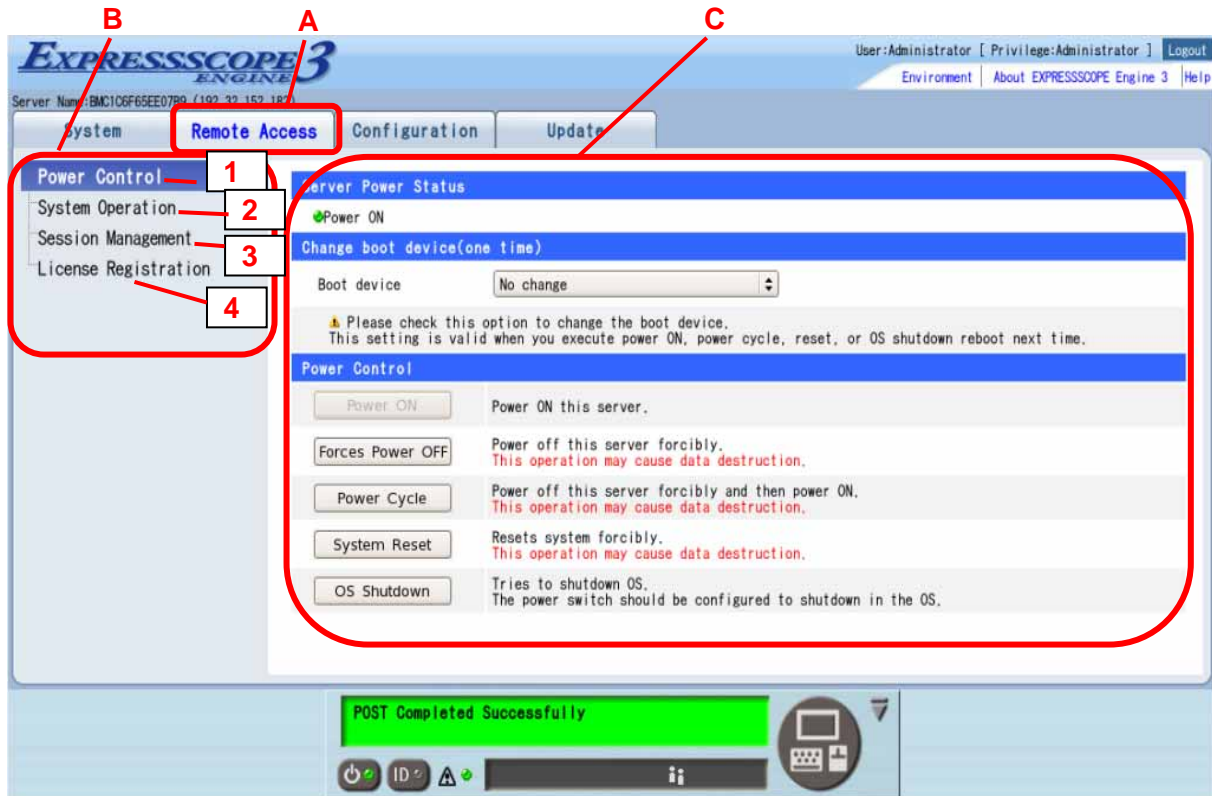 B A C
EXPRESSSCOPE
ENGINE 3
User:Administrator [ Privilege:Administrator ] Logout
Environment About EXPRESSSCOPE Engine 3 Help
Server Name:BMC1C6F65EE07B9 (192.32.152.187)
System Remote Access Configuration Update
Power Control 1
System Operation 2
Session Management 3
License Registration 4
Server Power Status
Power ON
Change boot device(one time)
Boot device No change
Please check this option to change the boot device.
This setting is valid when you execute power ON, power cycle, reset, or OS shutdown reboot next time.
Power Control
Power ON Power ON this server.
Forces Power OFF Power off this server forcibly.
This operation may cause data destruction.
Power Cycle Power off this server forcibly and then power ON.
This operation may cause data destruction.
System Reset Resets system forcibly.
This operation may cause data destruction.
OS Shutdown Tries to shutdown OS.
The power switch should be configured to shutdown in the OS.
POST Completed Successfully
ID